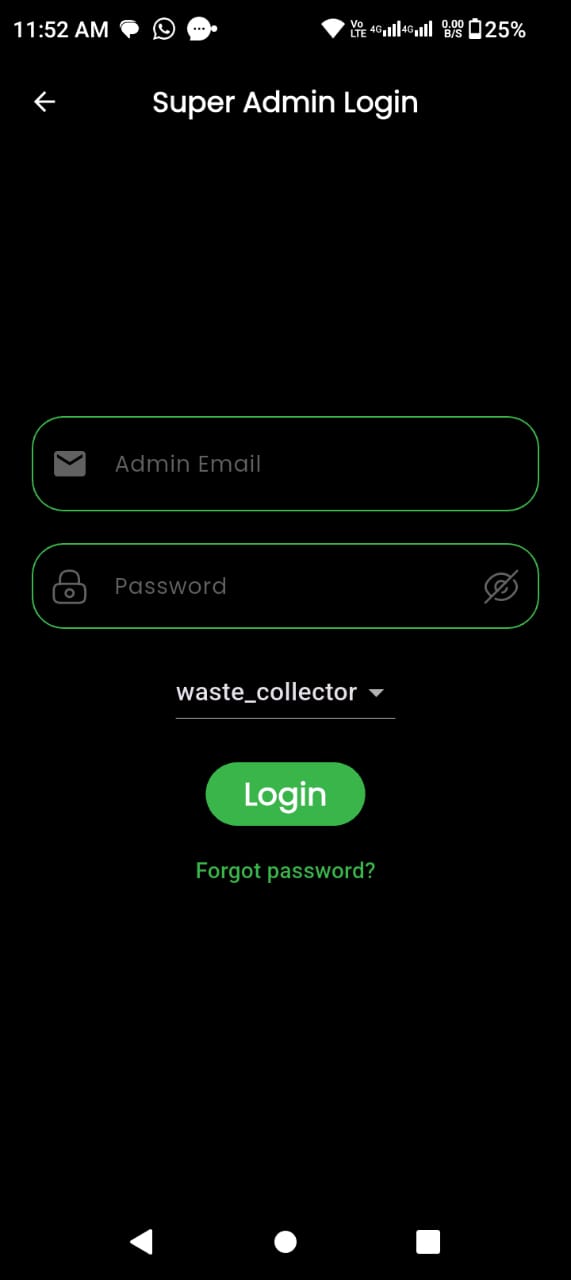 11:52 AM Vo LTE 4G 4G 0.00 B/S 25%
Super Admin Login
Admin Email
Password
waste_collector
Login
Forgot password?